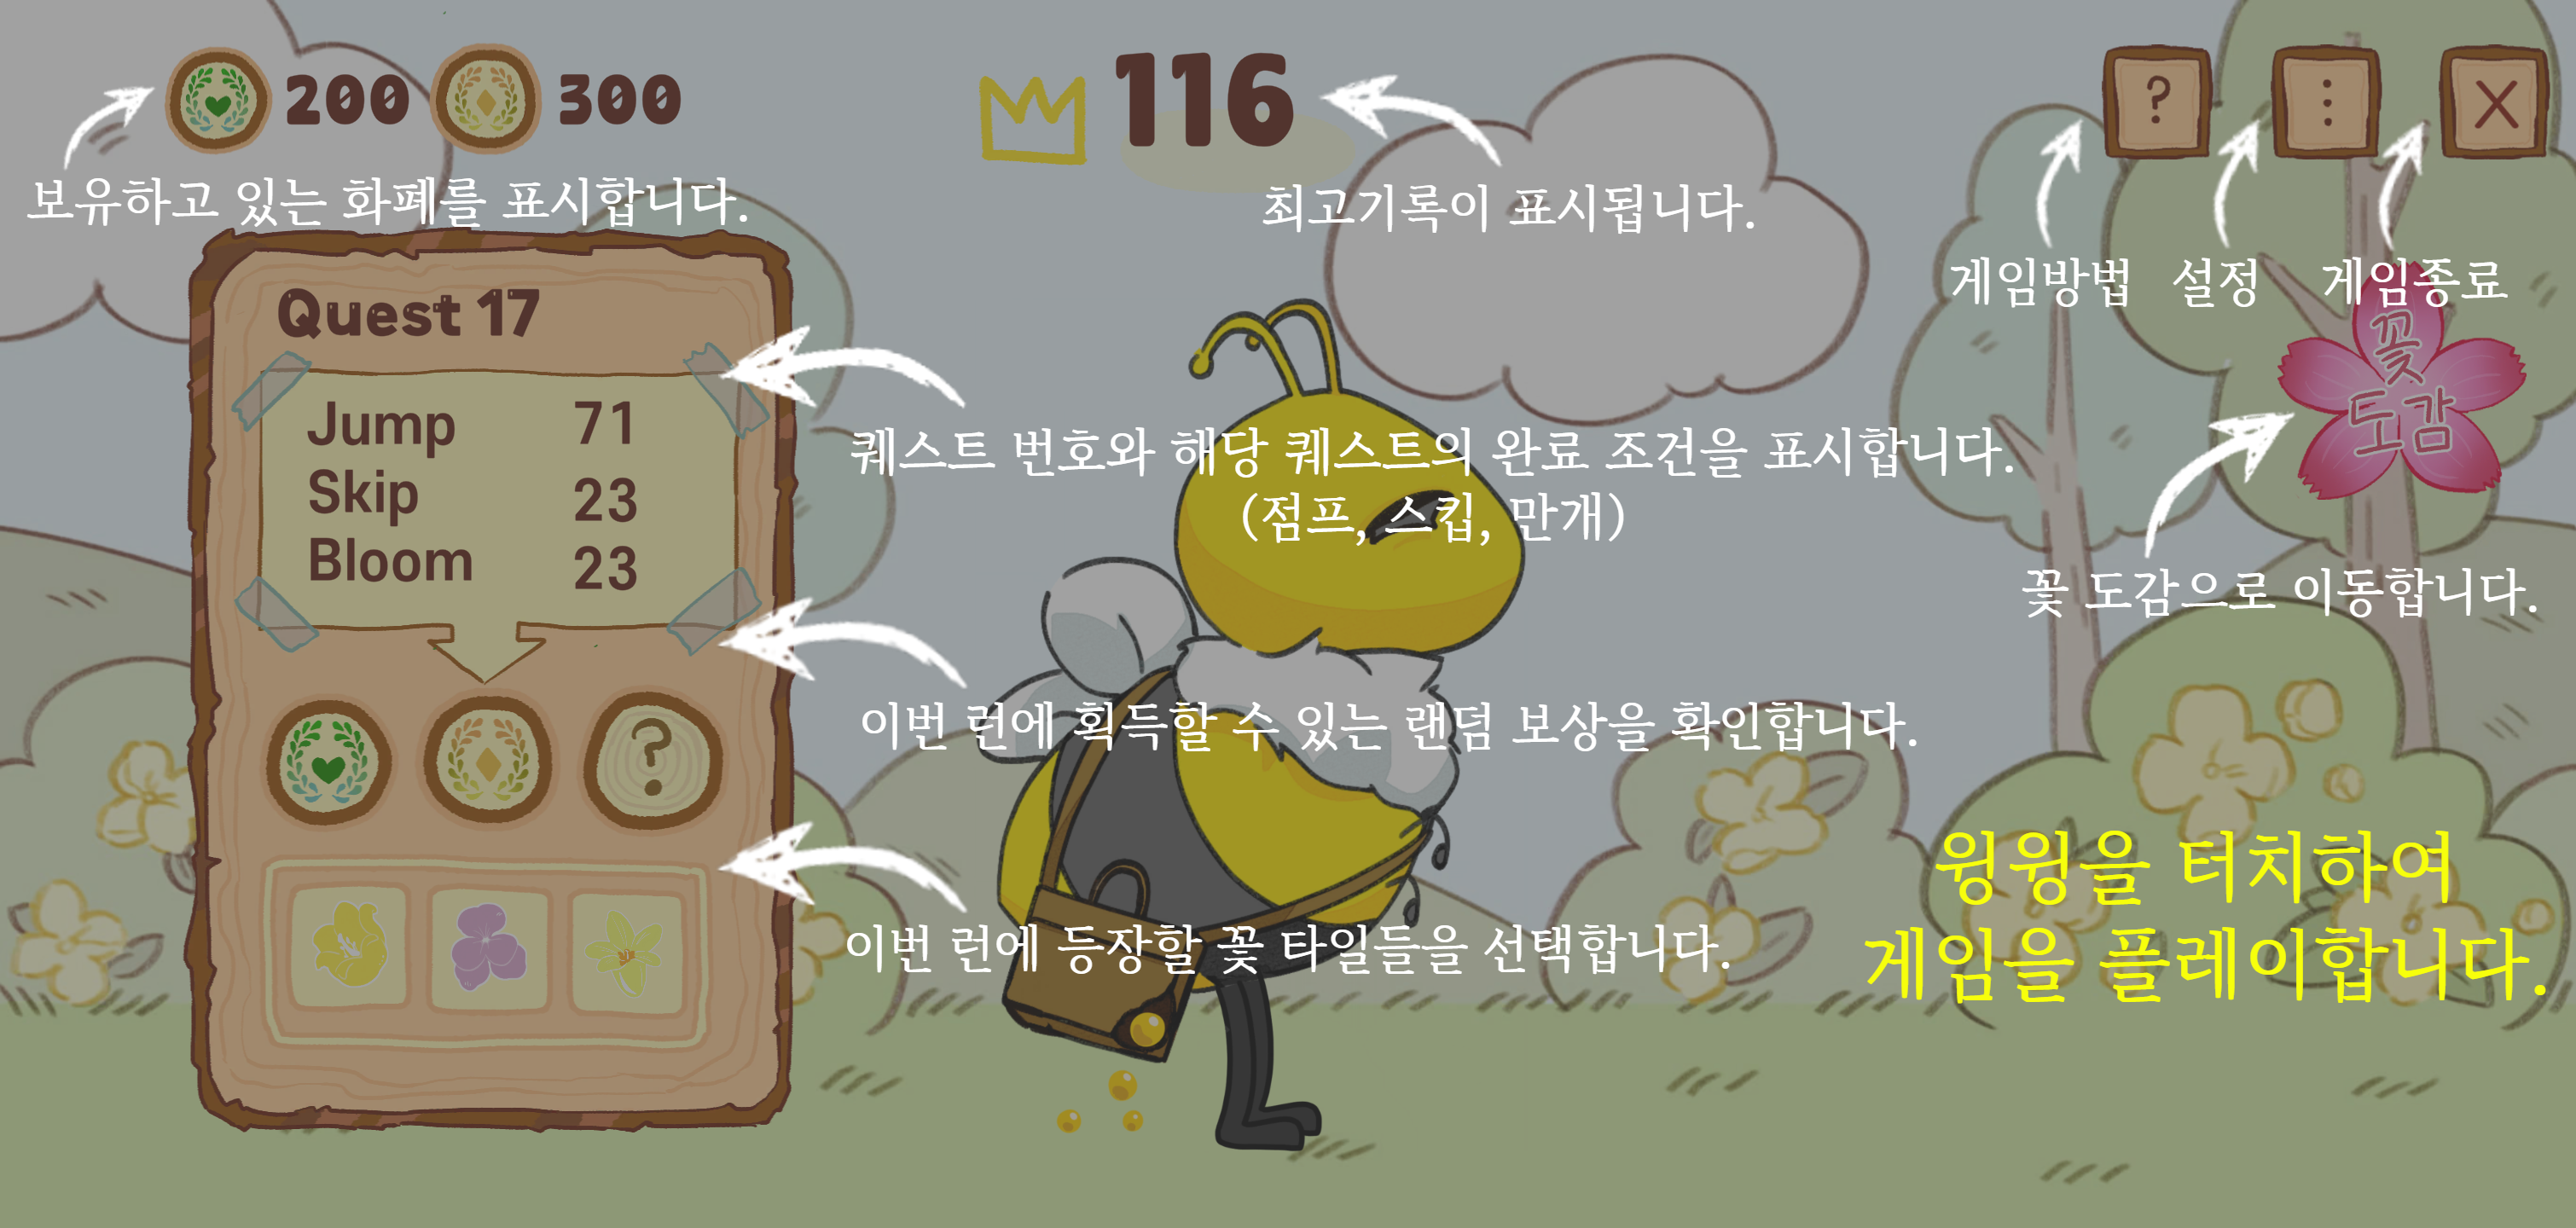 200 300
116
?
X
보유하고 있는 화폐를 표시합니다.
최고기록이 표시됩니다.
게임방법 설정 게임종료
Quest 17
꽃
도감
Jump 71
Skip 23
Bloom 23
퀘스트 번호와 해당 퀘스트의 완료 조건을 표시합니다.
(점프, 스킵, 만개)
꽃 도감으로 이동합니다.
?
이번 런에 획득할 수 있는 랜덤 보상을 확인합니다.
이번 런에 등장할 꽃 타일들을 선택합니다.
윙윙을 터치하여
게임을 플레이합니다.